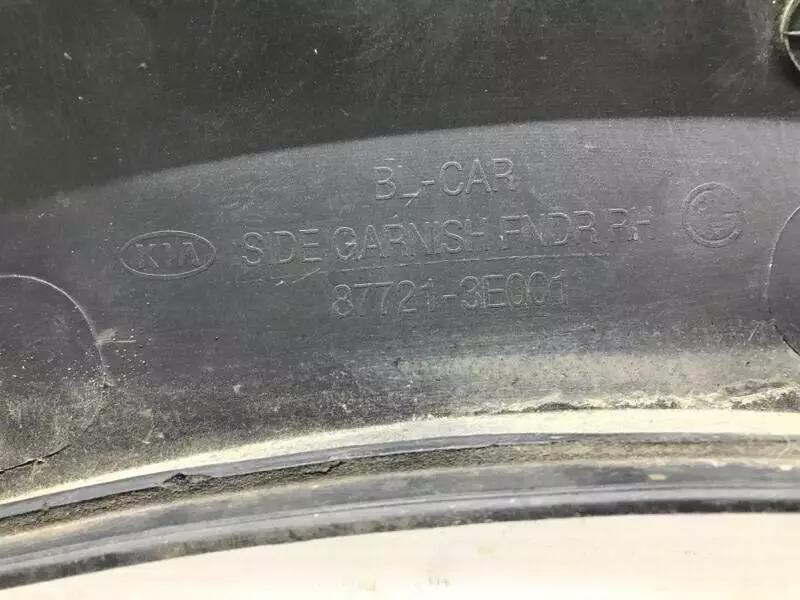 BL-CAR
KIA SIDE GARNISH FNDR RH
87721-3E001